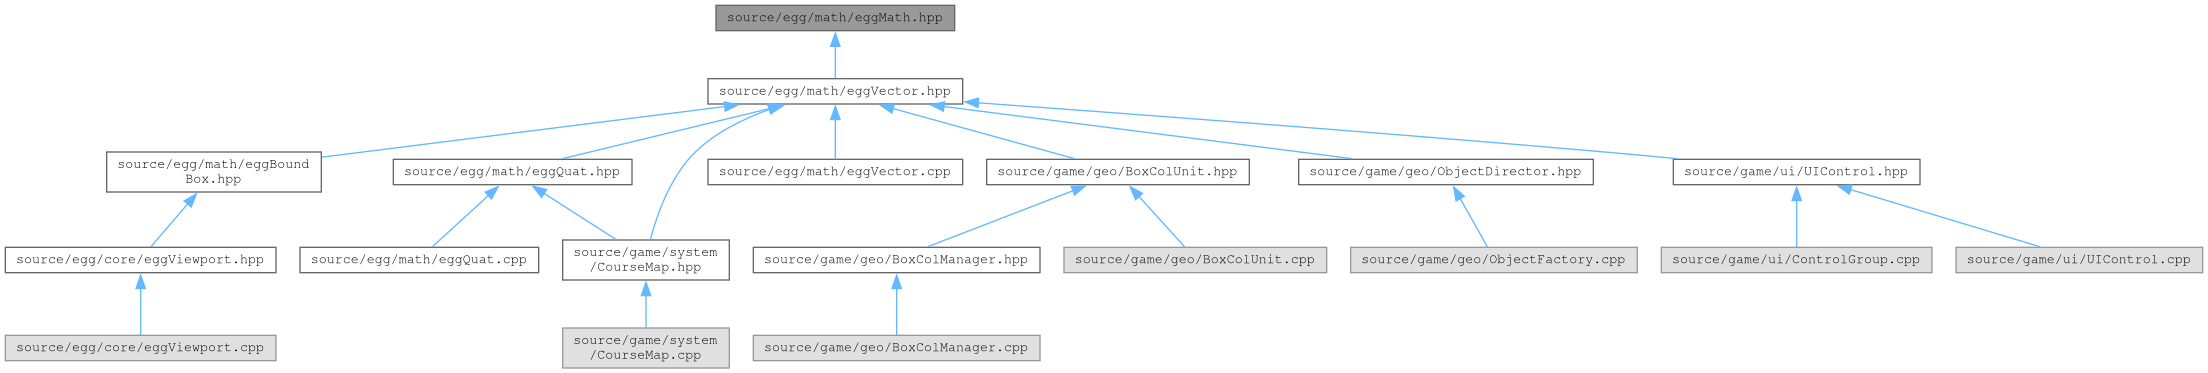 source/egg/math/eggMath.hpp
source/egg/math/eggVector.hpp
source/egg/math/eggBound
Box.hpp
source/egg/math/eggQuat.hpp
source/egg/math/eggVector.cpp
source/game/geo/BoxColUnit.hpp
source/game/geo/ObjectDirector.hpp
source/game/ui/UIControl.hpp
source/egg/core/eggViewport.hpp
source/egg/math/eggQuat.cpp
source/game/system
/CourseMap.hpp
source/game/geo/BoxColManager.hpp
source/game/geo/BoxColUnit.cpp
source/game/geo/ObjectFactory.cpp
source/game/ui/ControlGroup.cpp
source/game/ui/UIControl.cpp
source/egg/core/eggViewport.cpp
source/game/system
/CourseMap.cpp
source/game/geo/BoxColManager.cpp